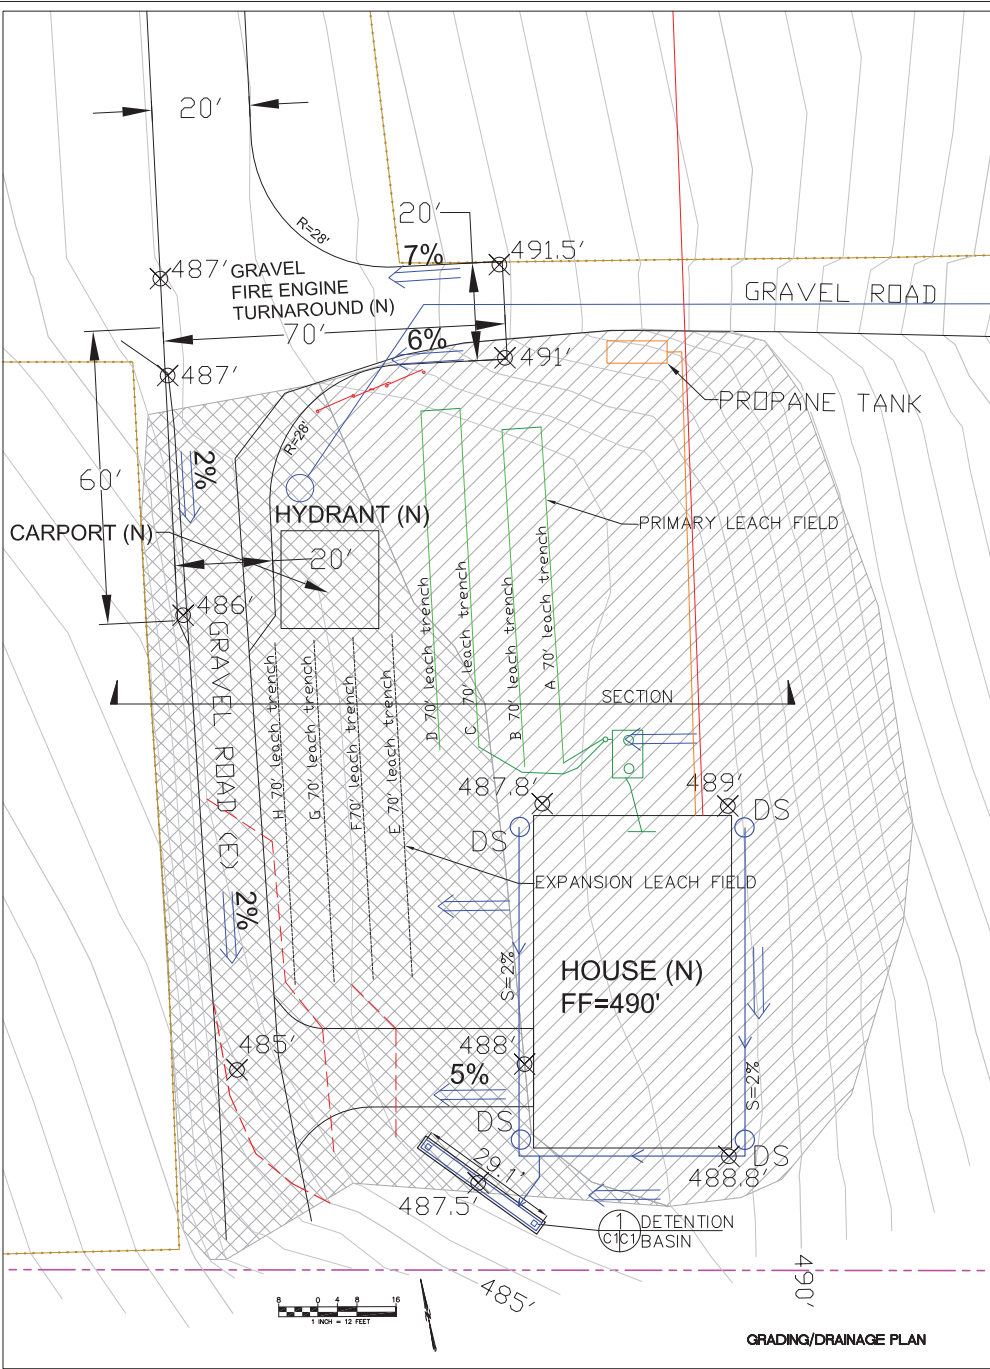 20'
R=28'
20'
7%
491.5'
487'
GRAVEL
FIRE ENGINE
TURNAROUND (N)
GRAVEL ROAD
70'
6%
491'
487'
PROPANE TANK
R=28'
60'
2%
HYDRANT (N)
PRIMARY LEACH FIELD
CARPORT (N)
20'
486'
GRAVEL ROAD (E)
A 70' leach trench
B 70' leach trench
C 70' leach trench
D 70' leach trench
E 70' leach trench
F70' leach trench
G 70' leach trench
H 70' leach trench
SECTION
487.8'
489'
DS
DS
EXPANSION LEACH FIELD
2%
S=2%
HOUSE (N)
FF=490'
485'
488'
5%
S=2%
DS
DS
29.1'
488.8'
487.5'
1
C1C1
DETENTION
BASIN
485'
490'
8 0 4 8 16
1 INCH = 12 FEET
GRADING/DRAINAGE PLAN